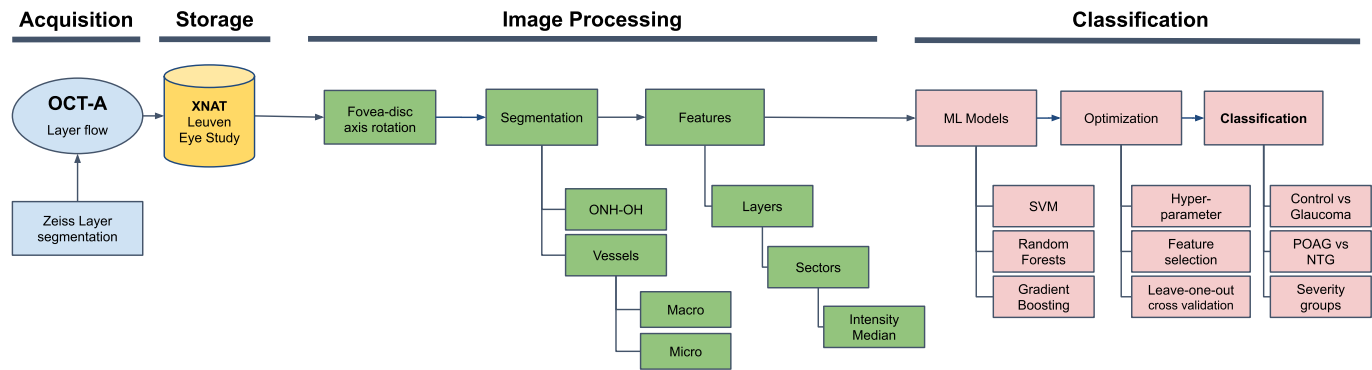 Acquisition
Storage
Image Processing
Classification
OCT-A
Layer flow
Zeiss Layer
segmentation
XNAT
Leuven
Eye Study
Fovea-disc
axis rotation
Segmentation
ONH-OH
Vessels
Macro
Micro
Features
Layers
Sectors
Intensity
Median
ML Models
SVM
Random
Forests
Gradient
Boosting
Optimization
Hyper-
parameter
Feature
selection
Leave-one-out
cross validation
Classification
Control vs
Glaucoma
POAG vs
NTG
Severity
groups